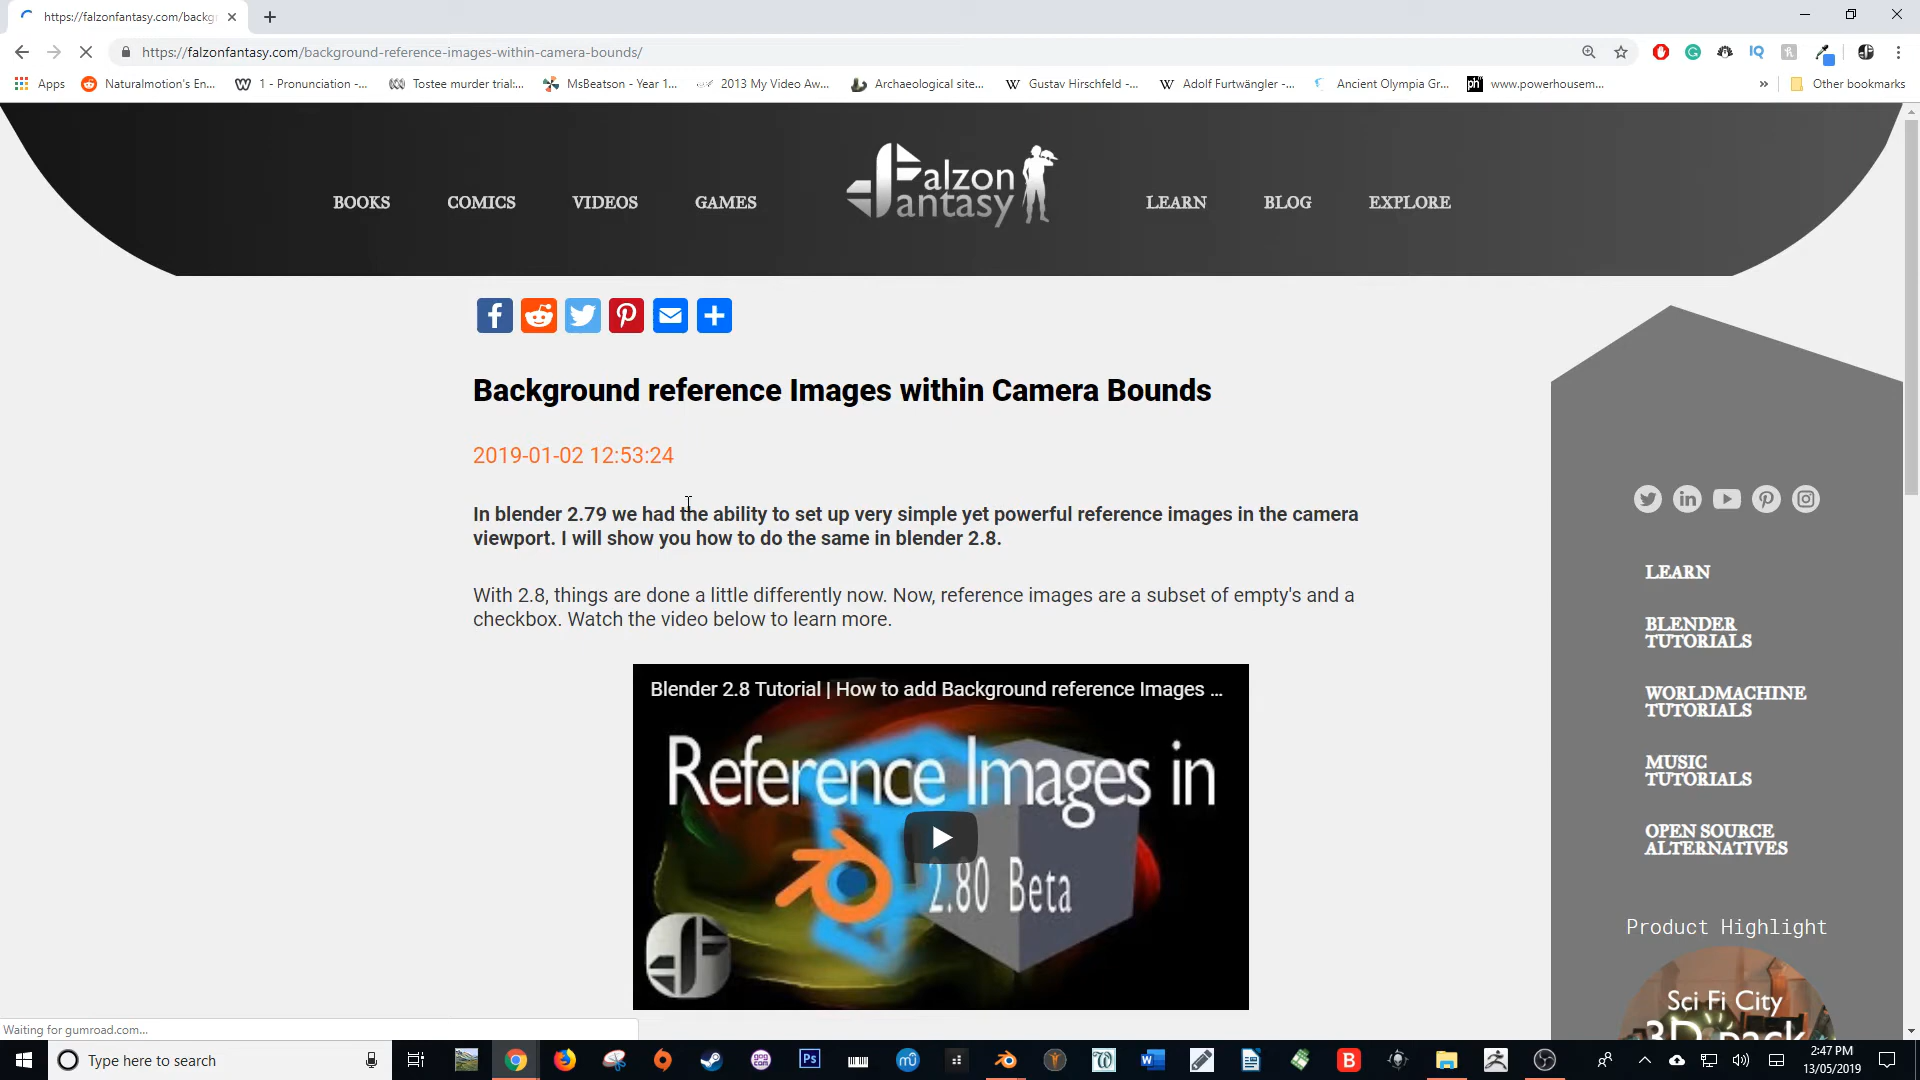 https://falzonfantasy.com/backg
https://falzonfantasy.com/background-reference-images-within-camera-bounds/
Apps Naturalmotion's En... 1 - Pronunciation -... Tostee murder trial:... MsBeatson - Year 1... 2013 My Video Aw... Archaeological site... Gustav Hirschfeld -... Adolf Furtwängler -... Ancient Olympia Gr... www.powerhousem... » Other bookmarks
BOOKS COMICS VIDEOS GAMES Falzon Fantasy LEARN BLOG EXPLORE
Background reference Images within Camera Bounds
2019-01-02 12:53:24
In blender 2.79 we had the ability to set up very simple yet powerful reference images in the camera
viewport. I will show you how to do the same in blender 2.8.
With 2.8, things are done a little differently now. Now, reference images are a subset of empty's and a
checkbox. Watch the video below to learn more.
Blender 2.8 Tutorial | How to add Background reference Images ...
Reference Images in
2.80 Beta
LEARN
BLENDER
TUTORIALS
WORLDMACHINE
TUTORIALS
MUSIC
TUTORIALS
OPEN SOURCE
ALTERNATIVES
Product Highlight
Sci Fi City
3D pack
Waiting for gumroad.com...
Type here to search
2:47 PM
13/05/2019